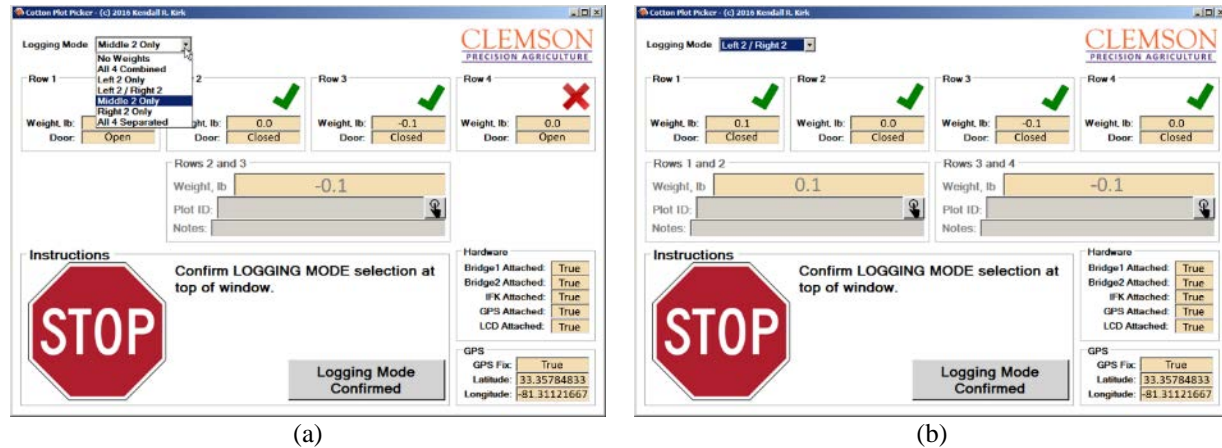 Cotton Plot Picker - (c) 2016 Kendall R. Kirk
Logging Mode Middle 2 Only
No Weights
All 4 Combined
Left 2 Only
Left 2 / Right 2
Middle 2 Only
Right 2 Only
All 4 Separated
CLEMSON
PRECISION AGRICULTURE
Row 1 2 Row 3 Row 4
Weight, lb: ght, lb: 0.0 Weight, lb: -0.1 Weight, lb: 0.0
Door: Open Door: Closed Door: Closed Door: Open
Rows 2 and 3
Weight, lb -0.1
Plot ID:
Notes:
Instructions
Confirm LOGGING MODE selection at
top of window.
STOP
Logging Mode
Confirmed
Hardware
Bridge1 Attached: True
Bridge2 Attached: True
IFK Attached: True
GPS Attached: True
LCD Attached: True
GPS
GPS Fix: True
Latitude: 33.35784833
Longitude: -81.31121667
(a)
Cotton Plot Picker - (c) 2016 Kendall R. Kirk
Logging Mode Left 2 / Right 2
CLEMSON
PRECISION AGRICULTURE
Row 1 Row 2 Row 3 Row 4
Weight, lb: 0.1 Weight, lb: 0.0 Weight, lb: -0.1 Weight, lb: 0.0
Door: Closed Door: Closed Door: Closed Door: Closed
Rows 1 and 2 Rows 3 and 4
Weight, lb 0.1 Weight, lb -0.1
Plot ID: Plot ID:
Notes: Notes:
Instructions
Confirm LOGGING MODE selection at
top of window.
STOP
Logging Mode
Confirmed
Hardware
Bridge1 Attached: True
Bridge2 Attached: True
IFK Attached: True
GPS Attached: True
LCD Attached: True
GPS
GPS Fix: True
Latitude: 33.35784833
Longitude: -81.31121667
(b)